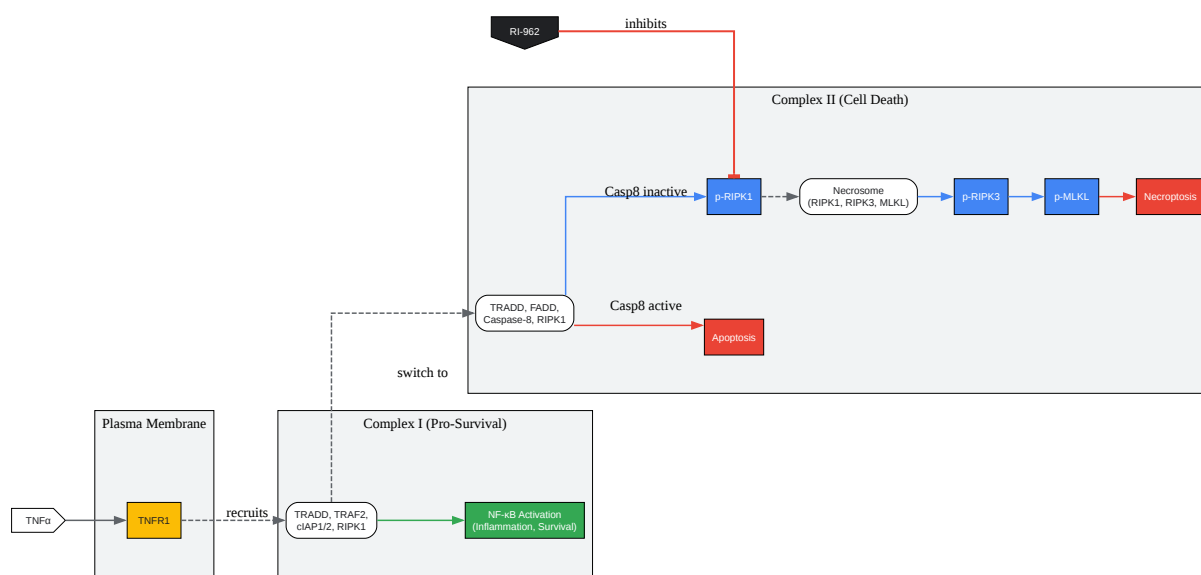 RI-962
inhibits
Complex II (Cell Death)
Casp8 inactive
p-RIPK1
Necrosome
(RIPK1, RIPK3, MLKL)
p-RIPK3
p-MLKL
Necroptosis
TRADD, FADD,
Caspase-8, RIPK1
Casp8 active
Apoptosis
switch to
Plasma Membrane
Complex I (Pro-Survival)
TNFα
TNFR1
recruits
TRADD, TRAF2,
cIAP1/2, RIPK1
NF-κB Activation
(Inflammation, Survival)